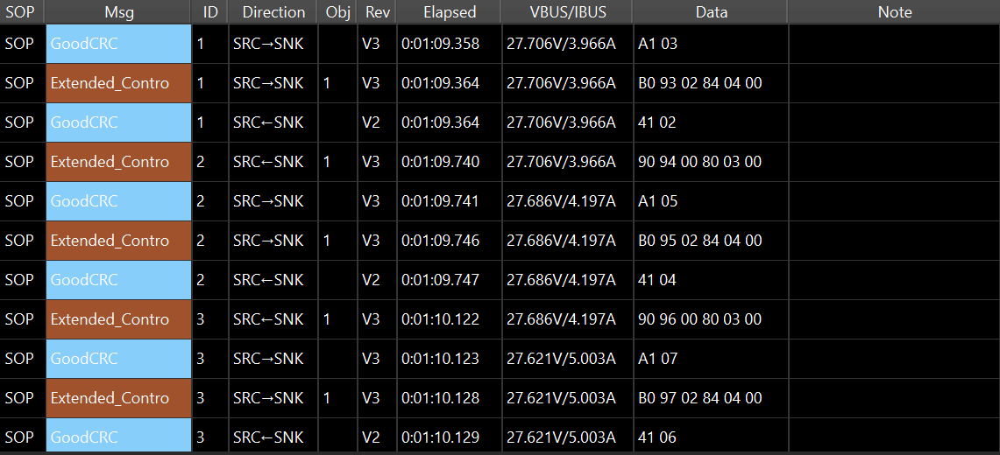 SOP Msg ID Direction Obj Rev Elapsed VBUS/IBUS Data Note
SOP GoodCRC 1 SRC→SNK V3 0:01:09.358 27.706V/3.966A A1 03
SOP Extended_Contro 1 SRC→SNK 1 V3 0:01:09.364 27.706V/3.966A B0 93 02 84 04 00
SOP GoodCRC 1 SRC←SNK V2 0:01:09.364 27.706V/3.966A 41 02
SOP Extended_Contro 2 SRC←SNK 1 V3 0:01:09.740 27.706V/3.966A 90 94 00 80 03 00
SOP GoodCRC 2 SRC→SNK V3 0:01:09.741 27.686V/4.197A A1 05
SOP Extended_Contro 2 SRC→SNK 1 V3 0:01:09.746 27.686V/4.197A B0 95 02 84 04 00
SOP GoodCRC 2 SRC←SNK V2 0:01:09.747 27.686V/4.197A 41 04
SOP Extended_Contro 3 SRC←SNK 1 V3 0:01:10.122 27.686V/4.197A 90 96 00 80 03 00
SOP GoodCRC 3 SRC→SNK V3 0:01:10.123 27.621V/5.003A A1 07
SOP Extended_Contro 3 SRC→SNK 1 V3 0:01:10.128 27.621V/5.003A B0 97 02 84 04 00
SOP GoodCRC 3 SRC←SNK V2 0:01:10.129 27.621V/5.003A 41 06